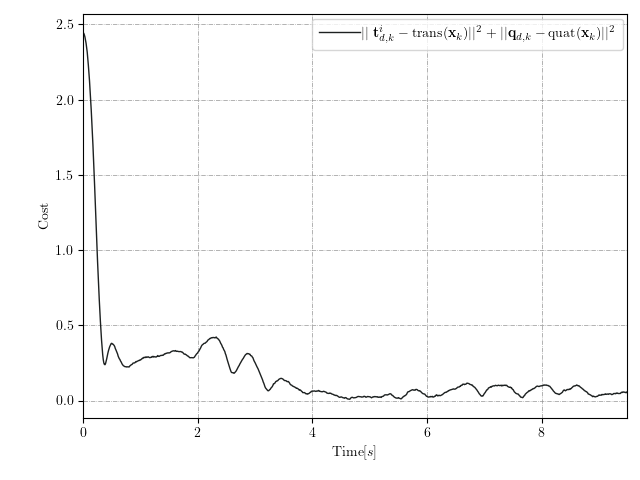 || t^i_{d,k} − trans(x_k)||² + ||q_{d,k} − quat(x_k)||²
2.5
2.0
1.5
1.0
0.5
0.0
Cost
0 2 4 6 8
Time[s]